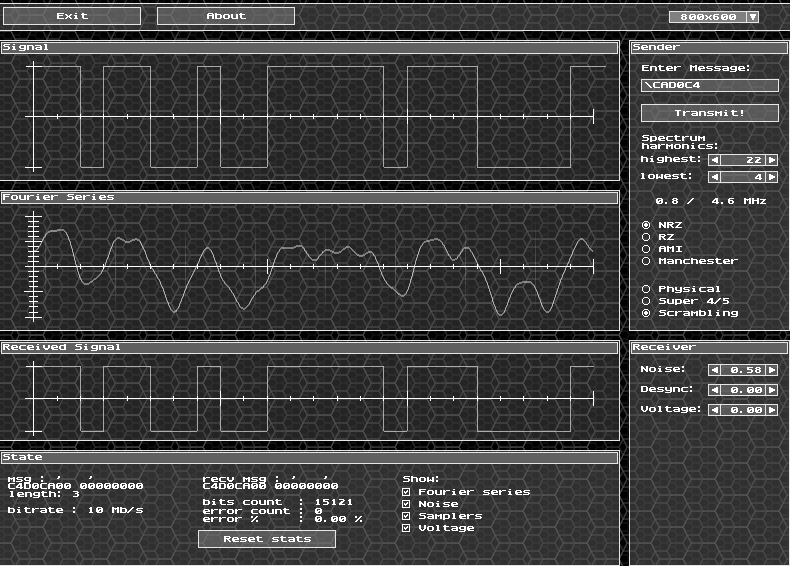 Exit
About
800x600
Signal
Sender
Enter Message:
\CAD0C4
Transmit!
Spectrum
harmonics:
highest: 22
lowest: 4
0.8 / 4.6 MHz
NRZ
RZ
AMI
Manchester
Physical
Super 4/5
Scrambling
Fourier Series
Received Signal
Receiver
Noise: 0.58
Desync: 0.00
Voltage: 0.00
State
msg : ' '
C4D0CA00 00000000
length: 3
bitrate : 10 Mb/s
recv msg : ' '
C4D0CA00 00000000
bits count : 15121
error count : 0
error % : 0.00 %
Reset stats
Show:
Fourier series
Noise
Samplers
Voltage